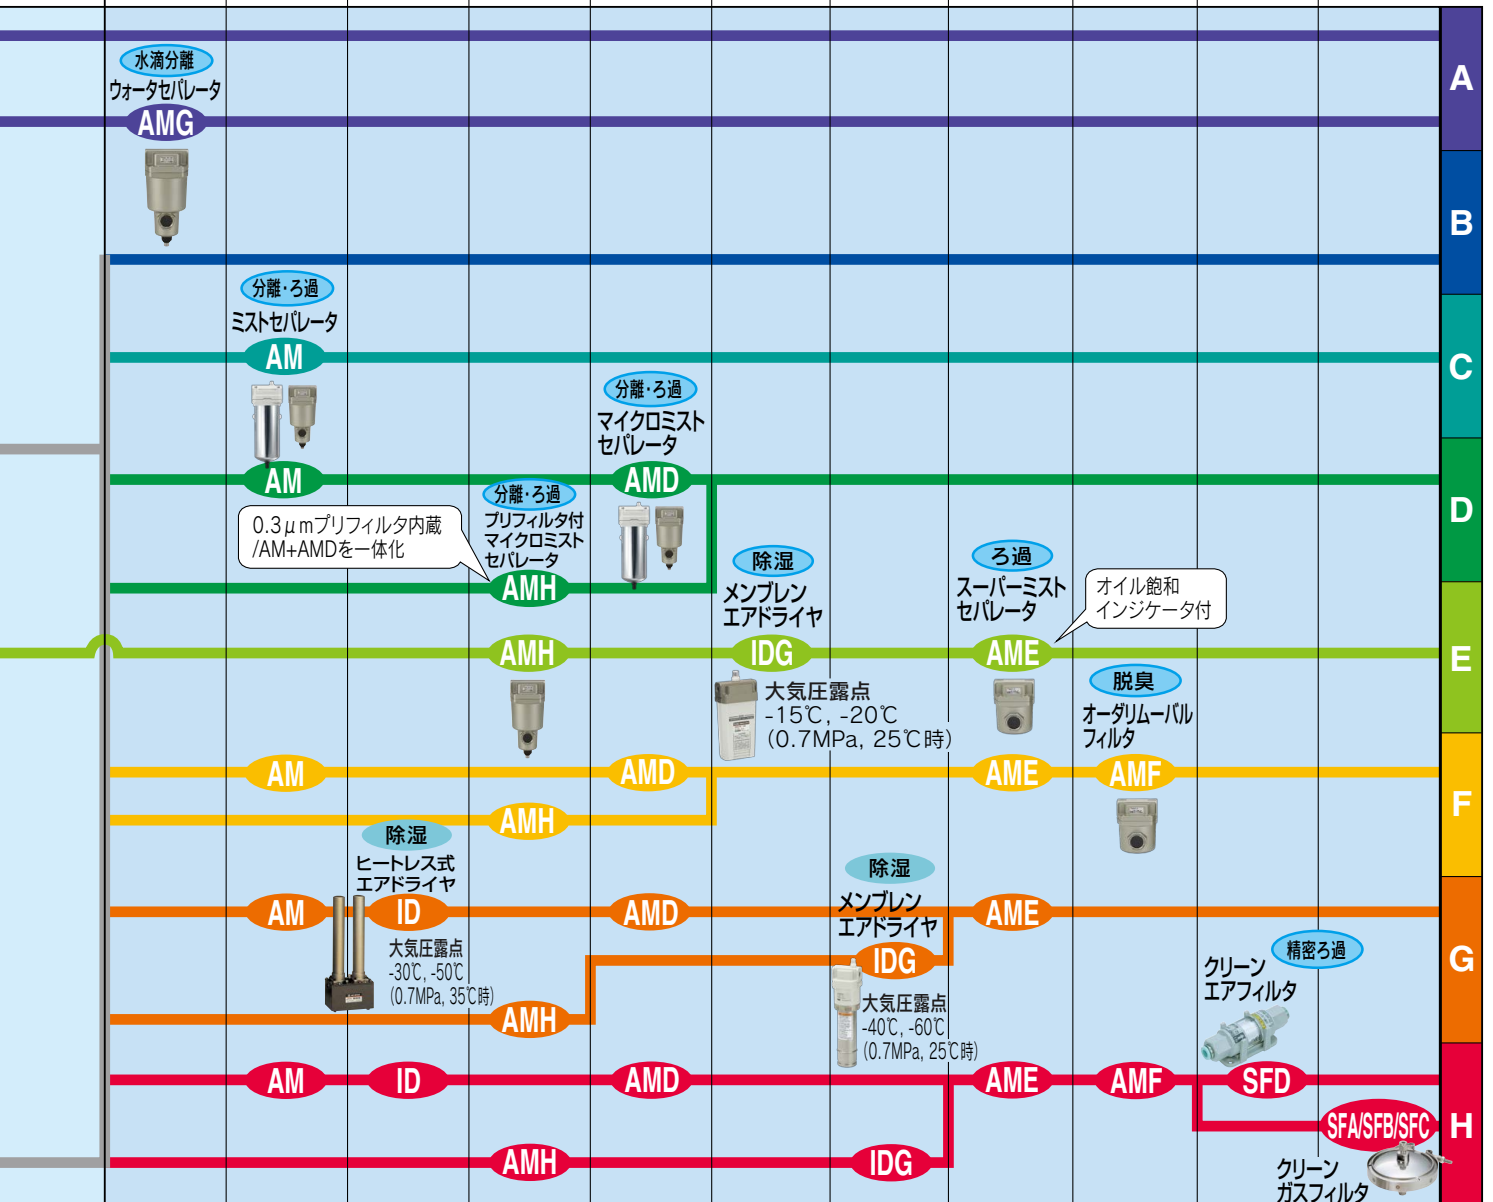 水滴分離
ウォータセパレータ
AMG
A
B
分離・ろ過
ミストセパレータ
AM
C
分離・ろ過
マイクロミスト
セパレータ
AM
AMD
D
0.3μmプリフィルタ内蔵
/AM+AMDを一体化
分離・ろ過
プリフィルタ付
マイクロミスト
セパレータ
AMH
除湿
メンブレン
エアドライヤ
ろ過
スーパーミスト
セパレータ
オイル飽和
インジケータ付
AMH
IDG
AME
E
大気圧露点
-15℃, -20℃
(0.7MPa, 25℃時)
脱臭
オーダリムーバル
フィルタ
AM
AMD
AME
AMF
F
AMH
除湿
ヒートレス式
エアドライヤ
AM
ID
AMD
AME
大気圧露点
-30℃, -50℃
(0.7MPa, 35℃時)
除湿
メンブレン
エアドライヤ
IDG
G
大気圧露点
-40℃, -60℃
(0.7MPa, 25℃時)
AMH
精密ろ過
クリーン
エアフィルタ
AM
ID
AMD
AME
AMF
SFD
SFA/SFB/SFC
H
AMH
IDG
クリーン
ガスフィルタ